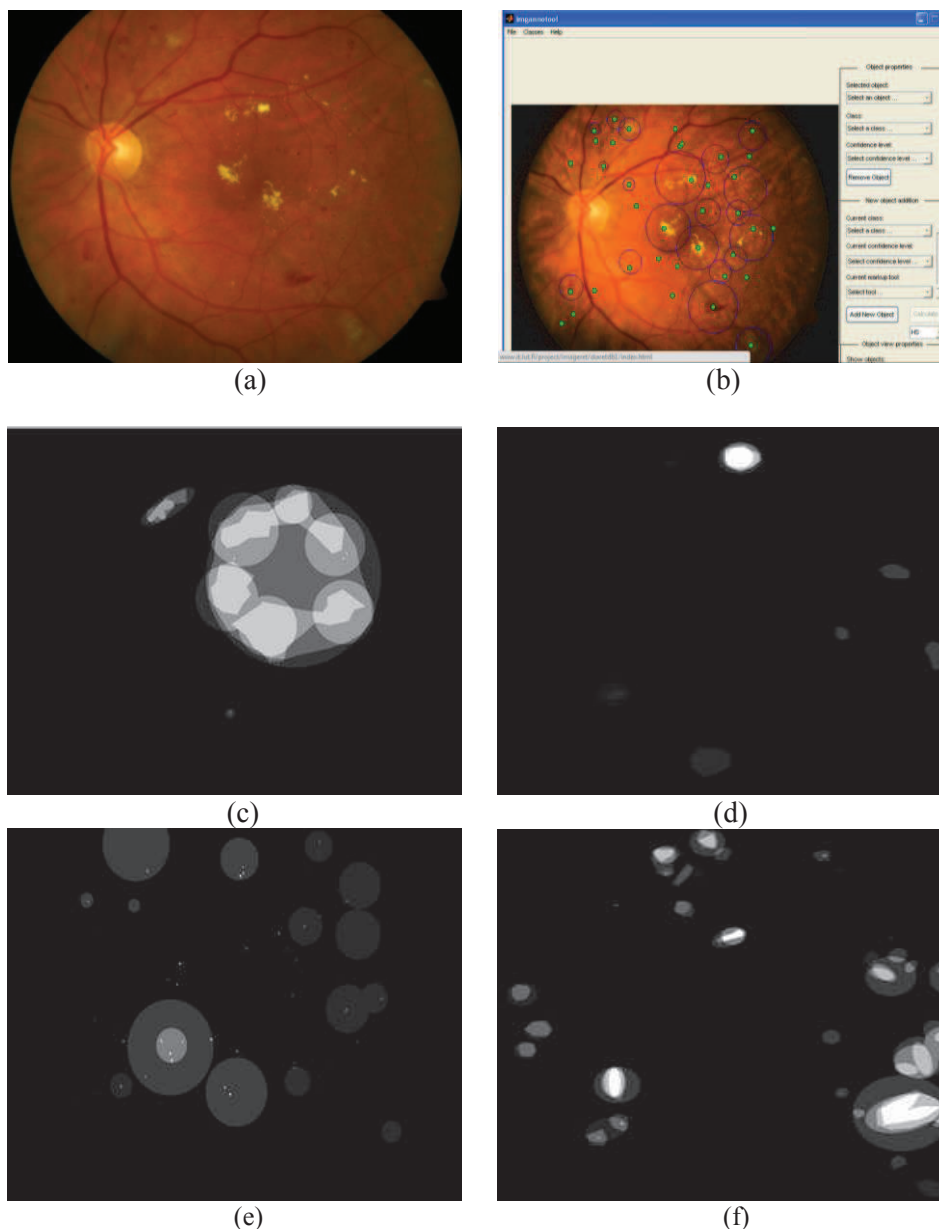 Imgannotool
File Classes Help
Object properties
Selected object:
Select an object ...
Class:
Select a class ...
Confidence level:
Select confidence level ...
Remove Object
New object addition
Current class:
Select a class ...
Current confidence level:
Select confidence level ...
Current markup tool:
Select tool ...
Add New Object
Object view properties
Show objects:
(a)
(b)
(c)
(d)
(e)
(f)